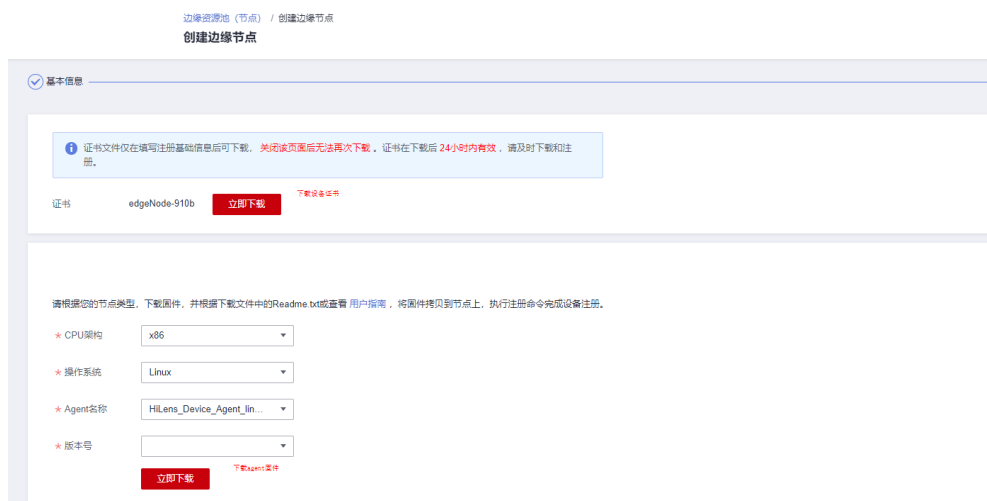 边缘资源池（节点） / 创建边缘节点
创建边缘节点
基本信息
证书文件仅在填写注册基础信息后可下载，关闭该页面后无法再次下载。证书在下载后24小时内有效，请及时下载和注
册。
下载设备证书
证书 edgeNode-910b 立即下载
请根据您的节点类型，下载固件，并根据下载文件中的Readme.txt或查看 用户指南 ，将固件拷贝到节点上，执行注册命令完成设备注册。
* CPU架构 x86
* 操作系统 Linux
* Agent名称 HiLens_Device_Agent_lin...
* 版本号
下载agent固件
立即下载